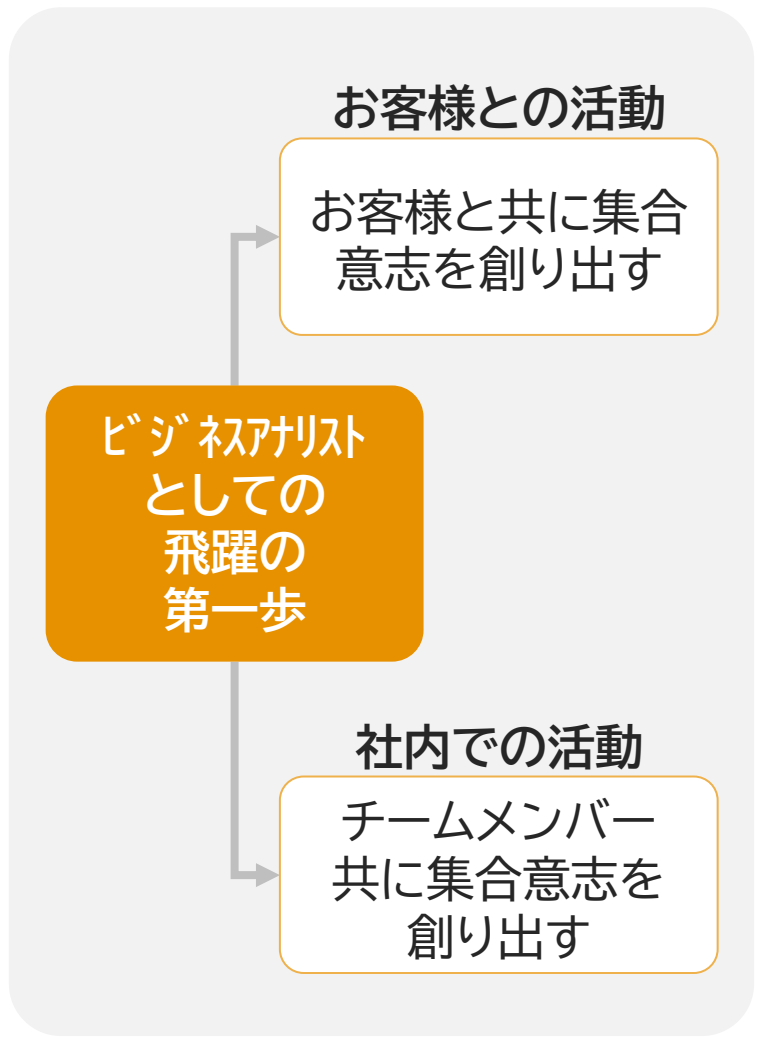 お客様との活動
お客様と共に集合
意志を創り出す
ﾋﾞｼﾞﾈｽｱﾅﾘｽﾄ
としての
飛躍の
第一歩
社内での活動
チームメンバー
共に集合意志を
創り出す